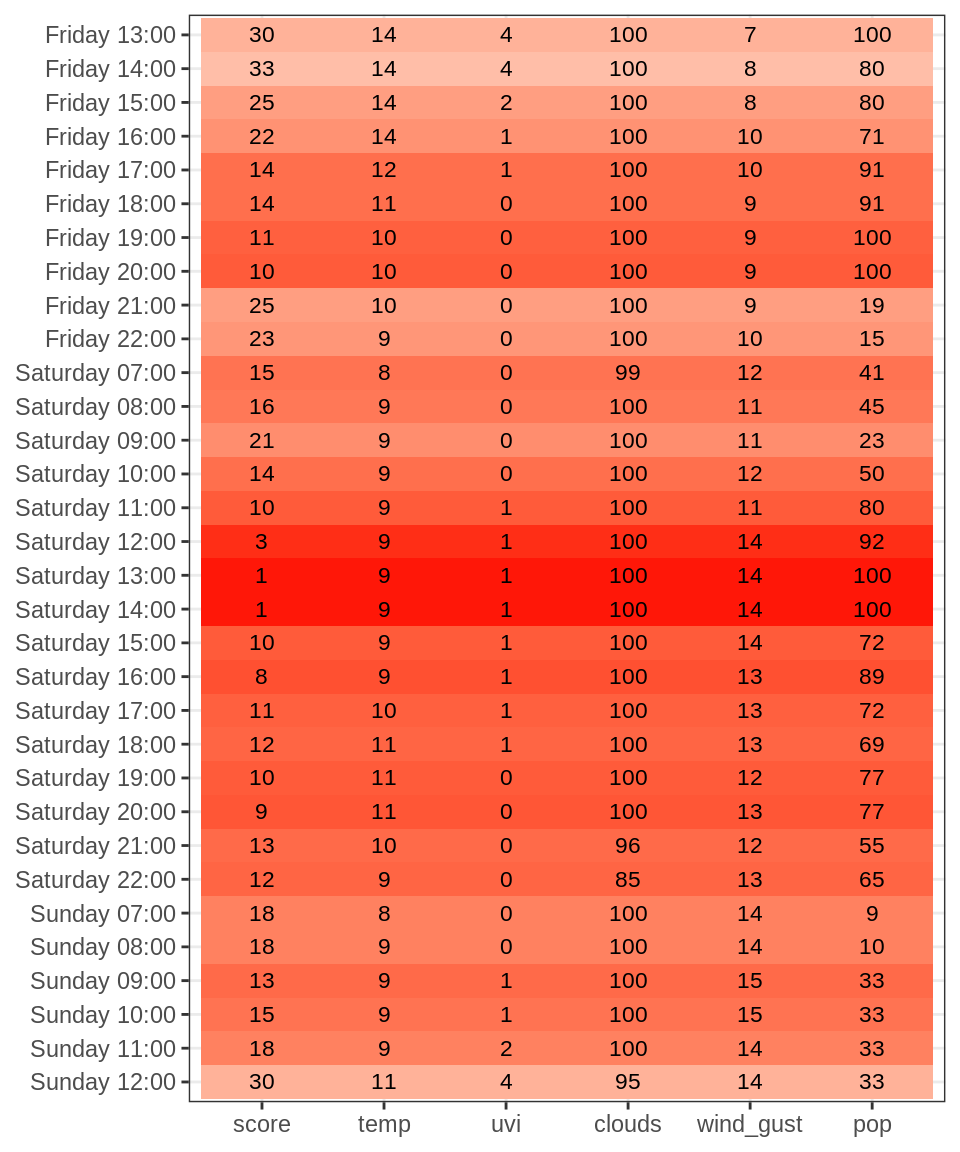 Friday 13:00 30 14 4 100 7 100
Friday 14:00 33 14 4 100 8 80
Friday 15:00 25 14 2 100 8 80
Friday 16:00 22 14 1 100 10 71
Friday 17:00 14 12 1 100 10 91
Friday 18:00 14 11 0 100 9 91
Friday 19:00 11 10 0 100 9 100
Friday 20:00 10 10 0 100 9 100
Friday 21:00 25 10 0 100 9 19
Friday 22:00 23 9 0 100 10 15
Saturday 07:00 15 8 0 99 12 41
Saturday 08:00 16 9 0 100 11 45
Saturday 09:00 21 9 0 100 11 23
Saturday 10:00 14 9 0 100 12 50
Saturday 11:00 10 9 1 100 11 80
Saturday 12:00 3 9 1 100 14 92
Saturday 13:00 1 9 1 100 14 100
Saturday 14:00 1 9 1 100 14 100
Saturday 15:00 10 9 1 100 14 72
Saturday 16:00 8 9 1 100 13 89
Saturday 17:00 11 10 1 100 13 72
Saturday 18:00 12 11 1 100 13 69
Saturday 19:00 10 11 0 100 12 77
Saturday 20:00 9 11 0 100 13 77
Saturday 21:00 13 10 0 96 12 55
Saturday 22:00 12 9 0 85 13 65
Sunday 07:00 18 8 0 100 14 9
Sunday 08:00 18 9 0 100 14 10
Sunday 09:00 13 9 1 100 15 33
Sunday 10:00 15 9 1 100 15 33
Sunday 11:00 18 9 2 100 14 33
Sunday 12:00 30 11 4 95 14 33
score temp uvi clouds wind_gust pop